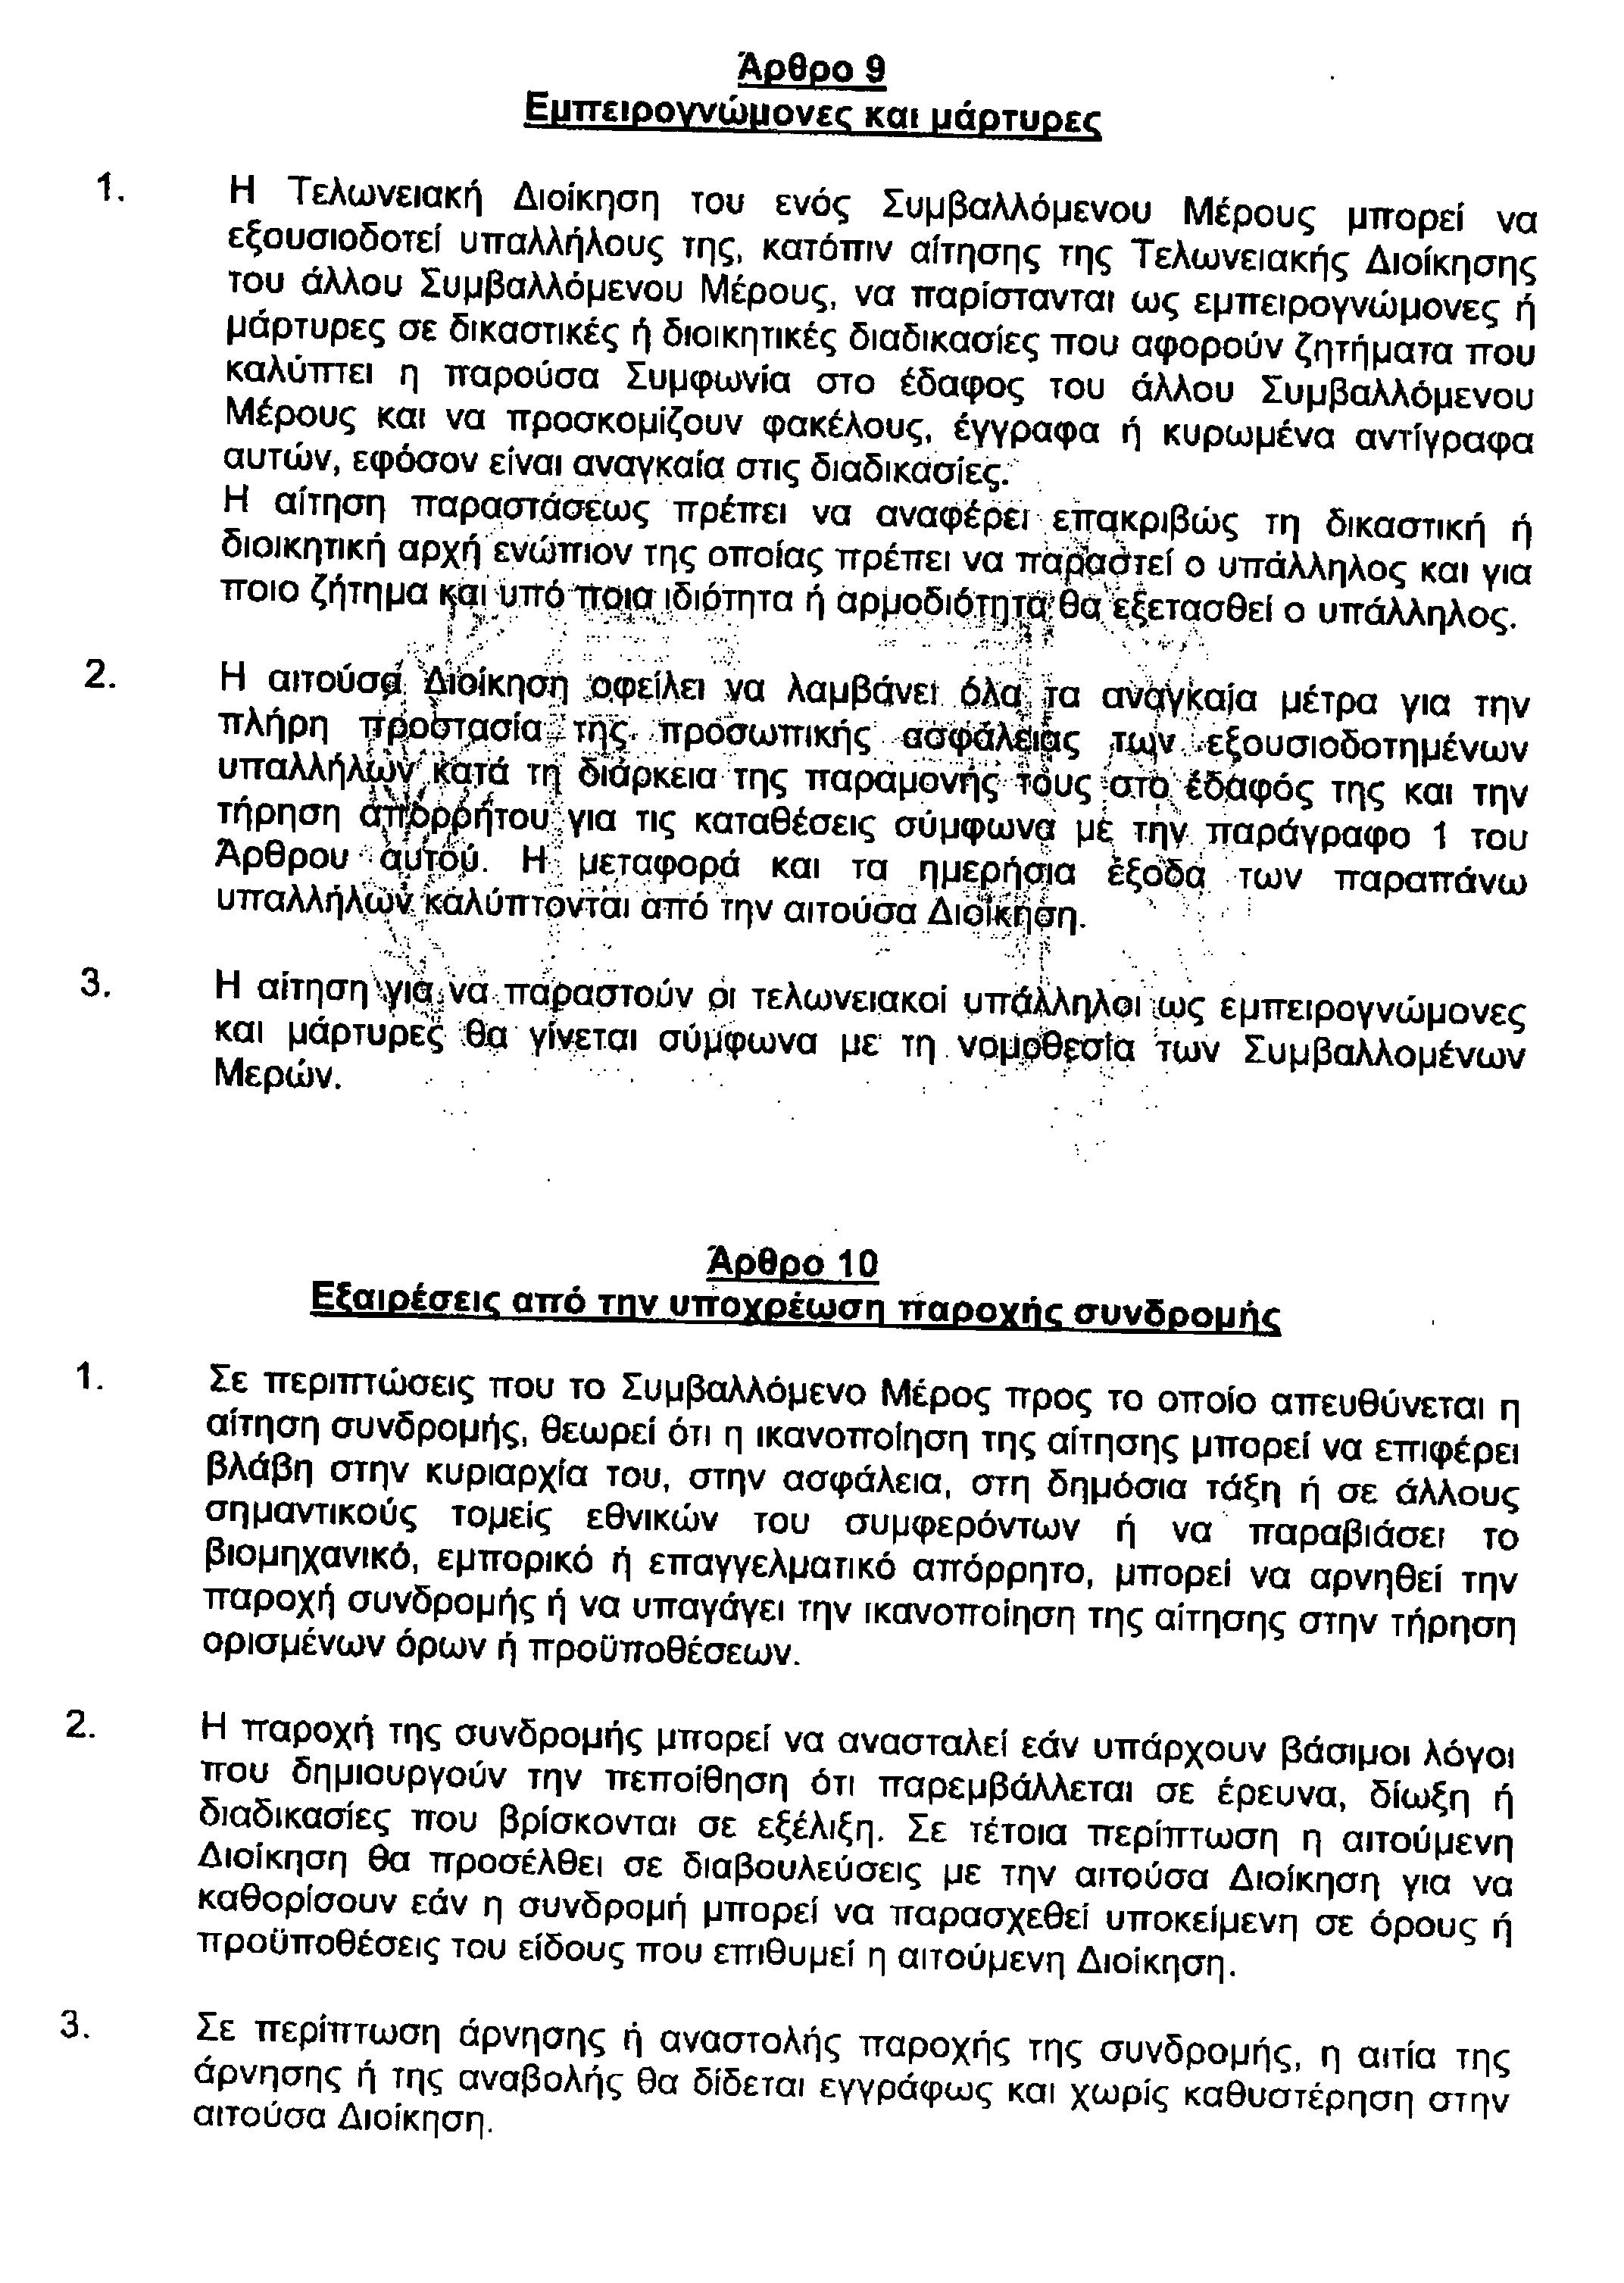 Άρθρο 9
Εμπειρογνώμονες και μάρτυρες
1. Η Τελωνειακή Διοίκηση του ενός Συμβαλλόμενου Μέρους μπορεί να
εξουσιοδοτεί υπαλλήλους της, κατόπιν αίτησης της Τελωνειακής Διοίκησης
του άλλου Συμβαλλόμενου Μέρους, να παρίστανται ως εμπειρογνώμονες ή
μάρτυρες σε δικαστικές ή διοικητικές διαδικασίες που αφορούν ζητήματα που
καλύπτει η παρούσα Συμφωνία στο έδαφος του άλλου Συμβαλλόμενου
Μέρους και να προσκομίζουν φακέλους, έγγραφα ή κυρωμένα αντίγραφα
αυτών, εφόσον είναι αναγκαία στις διαδικασίες.
Η αίτηση παραστάσεως πρέπει να αναφέρει επακριβώς τη δικαστική ή
διοικητική αρχή ενώπιον της οποίας πρέπει να παραστεί ο υπάλληλος και για
ποιο ζήτημα και υπό ποια ιδιότητα ή αρμοδιότητα θα εξετασθεί ο υπάλληλος.
2. Η αιτούσα Διοίκηση οφείλει να λαμβάνει όλα τα αναγκαία μέτρα για την
πλήρη προστασία της προσωπικής ασφάλειας των εξουσιοδοτημένων
υπαλλήλων κατά τη διάρκεια της παραμονής τους στο έδαφός της και την
τήρηση απορρήτου για τις καταθέσεις σύμφωνα με την παράγραφο 1 του
Άρθρου αυτού. Η μεταφορά και τα ημερήσια έξοδα των παραπάνω
υπαλλήλων καλύπτονται από την αιτούσα Διοίκηση.
3. Η αίτηση για να παραστούν οι τελωνειακοί υπάλληλοι ως εμπειρογνώμονες
και μάρτυρες θα γίνεται σύμφωνα με τη νομοθεσία των Συμβαλλομένων
Μερών.
Άρθρο 10
Εξαιρέσεις από την υποχρέωση παροχής συνδρομής
1. Σε περιπτώσεις που το Συμβαλλόμενο Μέρος προς το οποίο απευθύνεται η
αίτηση συνδρομής, θεωρεί ότι η ικανοποίηση της αίτησης μπορεί να επιφέρει
βλάβη στην κυριαρχία του, στην ασφάλεια, στη δημόσια τάξη ή σε άλλους
σημαντικούς τομείς εθνικών του συμφερόντων ή να παραβιάσει το
βιομηχανικό, εμπορικό ή επαγγελματικό απόρρητο, μπορεί να αρνηθεί την
παροχή συνδρομής ή να υπαγάγει την ικανοποίηση της αίτησης στην τήρηση
ορισμένων όρων ή προϋποθέσεων.
2. Η παροχή της συνδρομής μπορεί να ανασταλεί εάν υπάρχουν βάσιμοι λόγοι
που δημιουργούν την πεποίθηση ότι παρεμβάλλεται σε έρευνα, δίωξη ή
διαδικασίες που βρίσκονται σε εξέλιξη. Σε τέτοια περίπτωση η αιτούμενη
Διοίκηση θα προσέλθει σε διαβουλεύσεις με την αιτούσα Διοίκηση για να
καθορίσουν εάν η συνδρομή μπορεί να παρασχεθεί υποκείμενη σε όρους ή
προϋποθέσεις του είδους που επιθυμεί η αιτούμενη Διοίκηση.
3. Σε περίπτωση άρνησης ή αναστολής παροχής της συνδρομής, η αιτία της
άρνησης ή της αναβολής θα δίδεται εγγράφως και χωρίς καθυστέρηση στην
αιτούσα Διοίκηση.